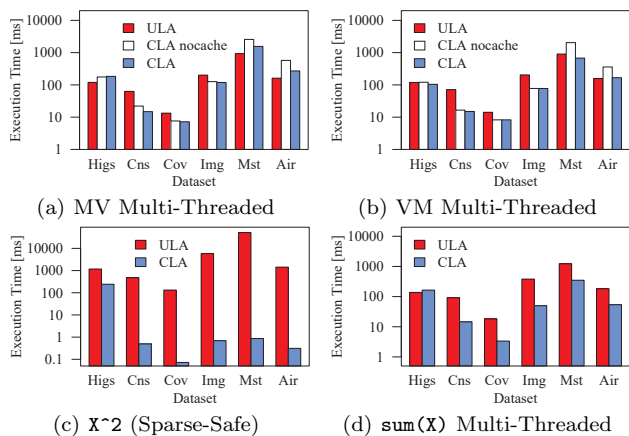 Execution Time [ms]
10000
1000
100
10
1
ULA
CLA nocache
CLA
Higs Cns Cov Img Mst Air
Dataset
(a) MV Multi-Threaded
Execution Time [ms]
10000
1000
100
10
1
ULA
CLA nocache
CLA
Higs Cns Cov Img Mst Air
Dataset
(b) VM Multi-Threaded
Execution Time [ms]
10000
1000
100
10
1
0.1
ULA
CLA
Higs Cns Cov Img Mst Air
Dataset
(c) X^2 (Sparse-Safe)
Execution Time [ms]
10000
1000
100
10
1
ULA
CLA
Higs Cns Cov Img Mst Air
Dataset
(d) sum(X) Multi-Threaded